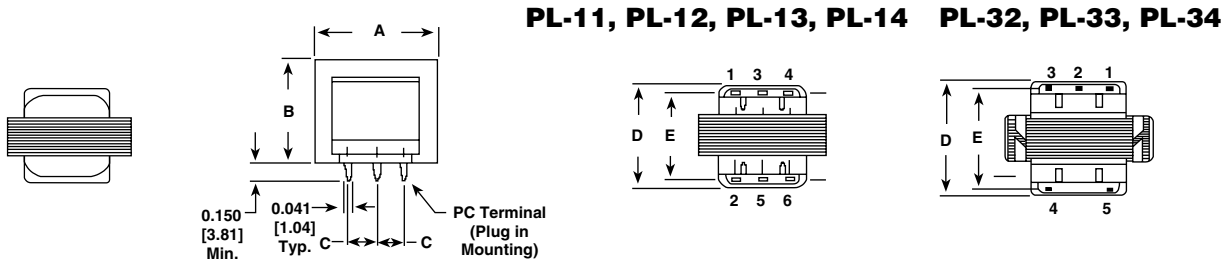 PL-11, PL-12, PL-13, PL-14
PL-32, PL-33, PL-34
A
B
0.150
[3.81]
Min.
0.041
[1.04]
Typ.
C
C
PC Terminal
(Plug in
Mounting)
1 3 4
D
E
2 5 6
3 2 1
D
E
4 5